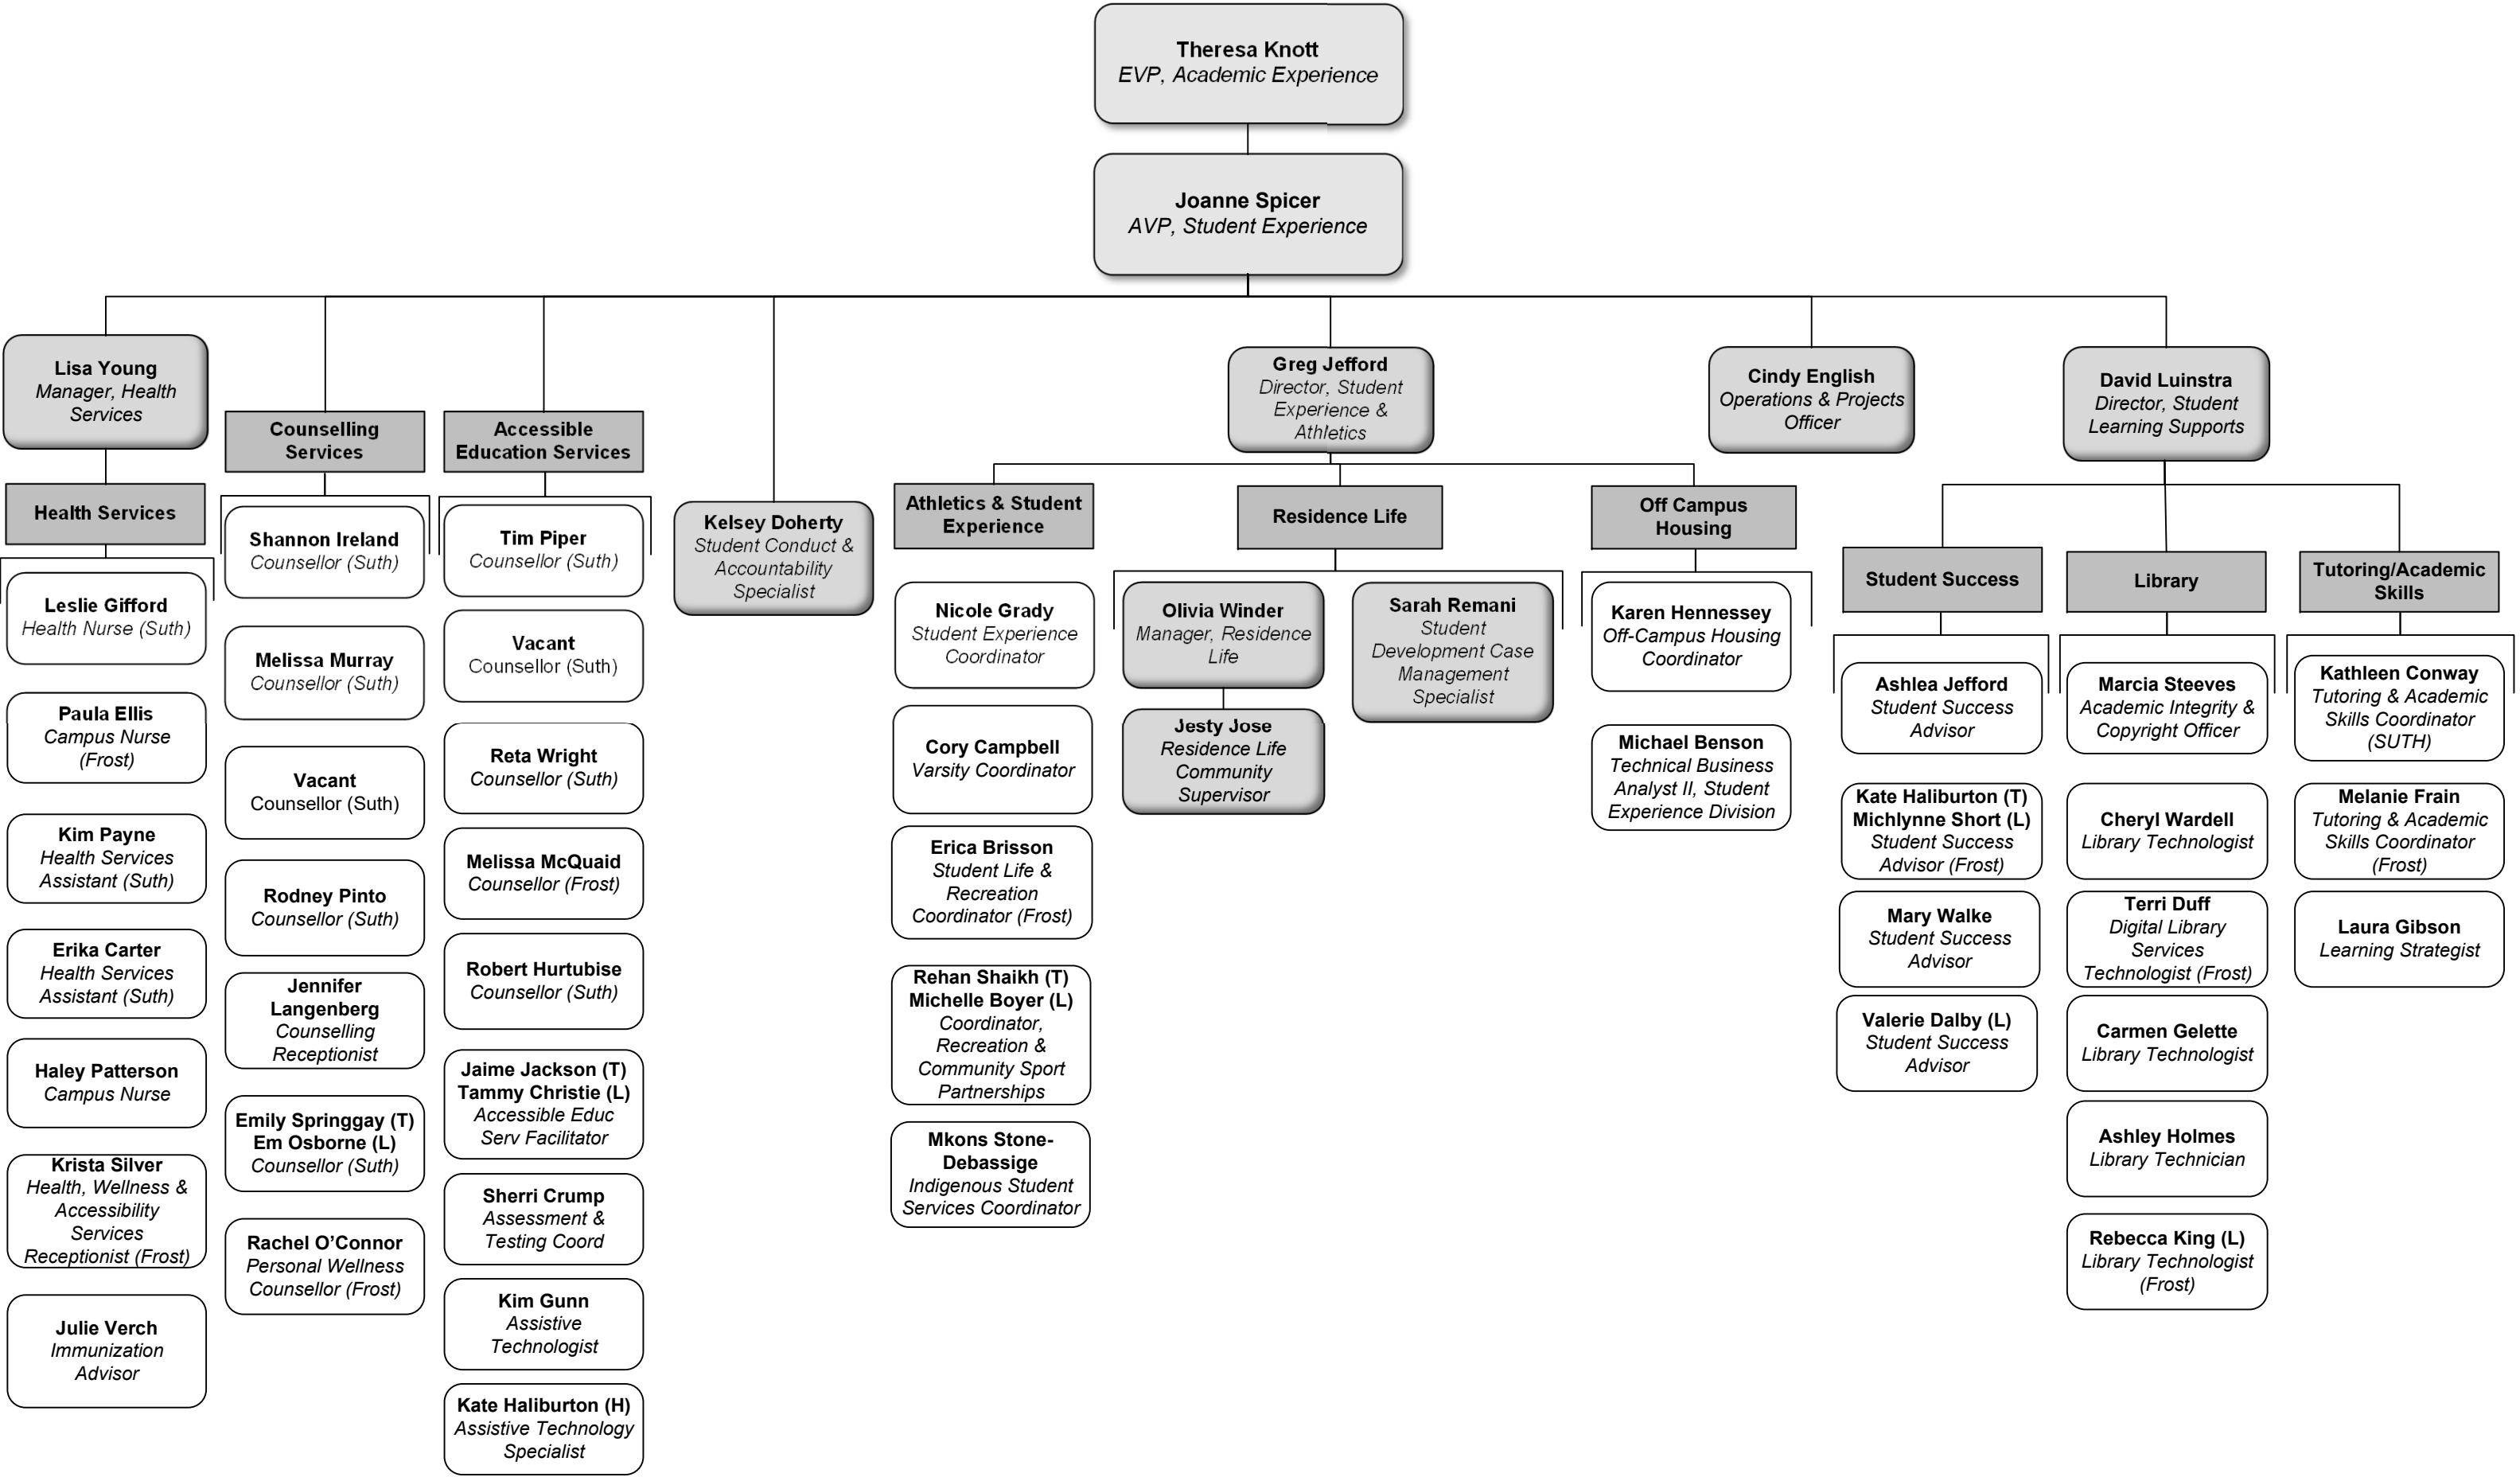 Theresa Knott
EVP, Academic Experience
Joanne Spicer
AVP, Student Experience
Lisa Young
Manager, Health
Services
Health Services
Leslie Gifford
Health Nurse (Suth)
Paula Ellis
Campus Nurse
(Frost)
Kim Payne
Health Services
Assistant (Suth)
Erika Carter
Health Services
Assistant (Suth)
Haley Patterson
Campus Nurse
Krista Silver
Health, Wellness &
Accessibility
Services
Receptionist (Frost)
Julie Verch
Immunization
Advisor
Counselling
Services
Shannon Ireland
Counsellor (Suth)
Melissa Murray
Counsellor (Suth)
Vacant
Counsellor (Suth)
Rodney Pinto
Counsellor (Suth)
Jennifer
Langenberg
Counselling
Receptionist
Emily Springgay (T)
Em Osborne (L)
Counsellor (Suth)
Rachel O’Connor
Personal Wellness
Counsellor (Frost)
Accessible
Education Services
Tim Piper
Counsellor (Suth)
Vacant
Counsellor (Suth)
Reta Wright
Counsellor (Suth)
Melissa McQuaid
Counsellor (Frost)
Robert Hurtubise
Counsellor (Suth)
Jaime Jackson (T)
Tammy Christie (L)
Accessible Educ
Serv Facilitator
Sherri Crump
Assessment &
Testing Coord
Kim Gunn
Assistive
Technologist
Kate Haliburton (H)
Assistive Technology
Specialist
Kelsey Doherty
Student Conduct &
Accountability
Specialist
Greg Jefford
Director, Student
Experience &
Athletics
Athletics & Student
Experience
Nicole Grady
Student Experience
Coordinator
Cory Campbell
Varsity Coordinator
Erica Brisson
Student Life &
Recreation
Coordinator (Frost)
Rehan Shaikh (T)
Michelle Boyer (L)
Coordinator,
Recreation &
Community Sport
Partnerships
Mkons Stone-
Debassige
Indigenous Student
Services Coordinator
Residence Life
Olivia Winder
Manager, Residence
Life
Jesty Jose
Residence Life
Community
Supervisor
Sarah Remani
Student
Development Case
Management
Specialist
Off Campus
Housing
Karen Hennessey
Off-Campus Housing
Coordinator
Michael Benson
Technical Business
Analyst II, Student
Experience Division
Cindy English
Operations & Projects
Officer
David Luinstra
Director, Student
Learning Supports
Student Success
Ashlea Jefford
Student Success
Advisor
Kate Haliburton (T)
Michlynne Short (L)
Student Success
Advisor (Frost)
Mary Walke
Student Success
Advisor
Valerie Dalby (L)
Student Success
Advisor
Library
Marcia Steeves
Academic Integrity &
Copyright Officer
Cheryl Wardell
Library Technologist
Terri Duff
Digital Library
Services
Technologist (Frost)
Carmen Gelette
Library Technologist
Ashley Holmes
Library Technician
Rebecca King (L)
Library Technologist
(Frost)
Tutoring/Academic
Skills
Kathleen Conway
Tutoring & Academic
Skills Coordinator
(SUTH)
Melanie Frain
Tutoring & Academic
Skills Coordinator
(Frost)
Laura Gibson
Learning Strategist